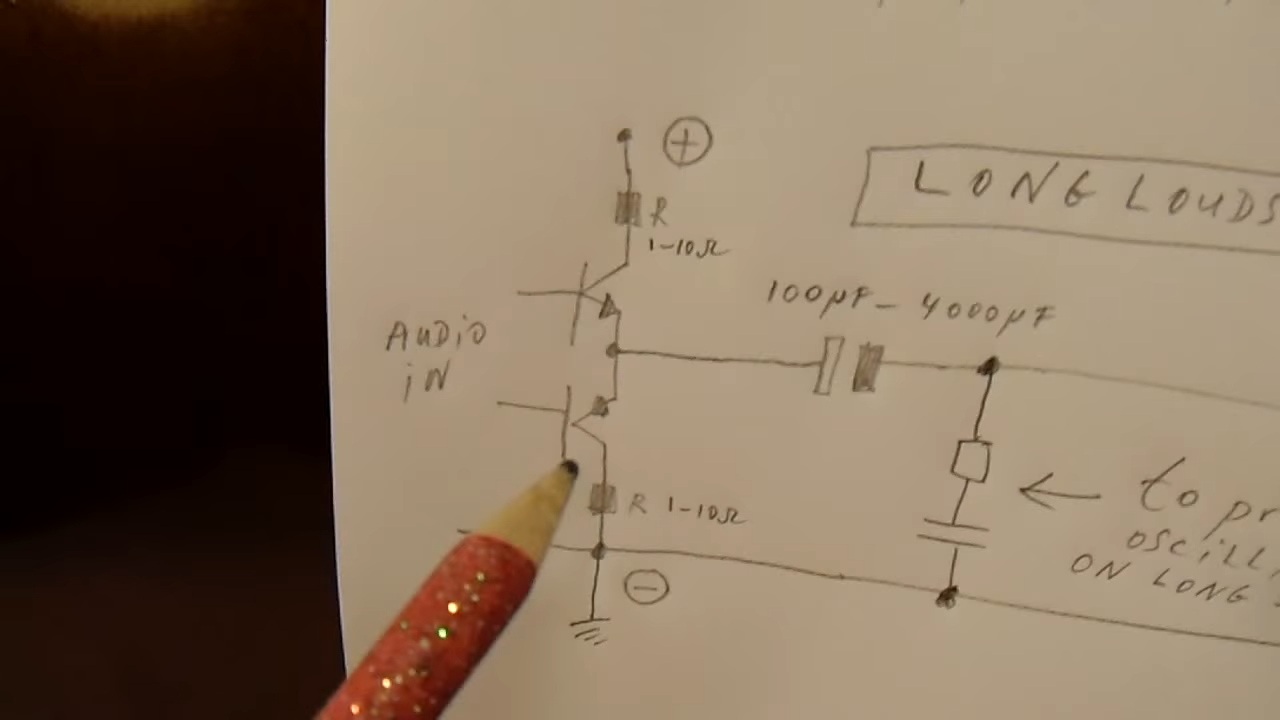 +
R
1-10Ω
LONG LOUDS
100µF - 4000µF
AUDiO
iN
R 1-10Ω
to pr
OSCILL
ON LONG
-